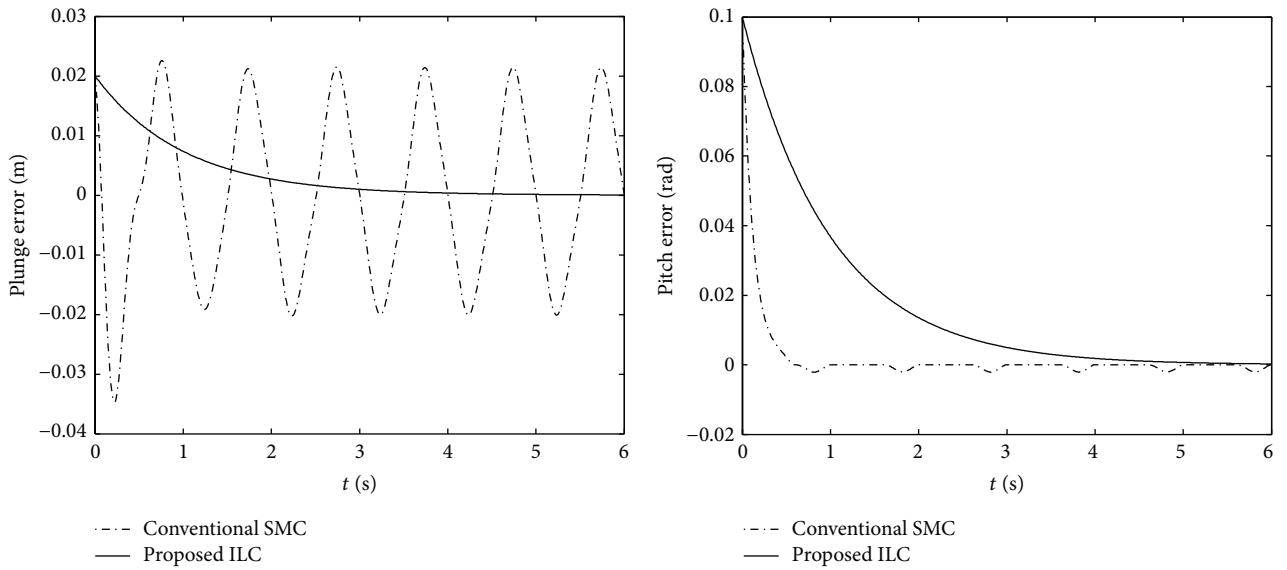 0.03
0.02
0.01
0
−0.01
−0.02
−0.03
−0.04
Plunge error (m)
0 1 2 3 4 5 6
t (s)
Conventional SMC
Proposed ILC
0.1
0.08
0.06
0.04
0.02
0
−0.02
Pitch error (rad)
0 1 2 3 4 5 6
t (s)
Conventional SMC
Proposed ILC